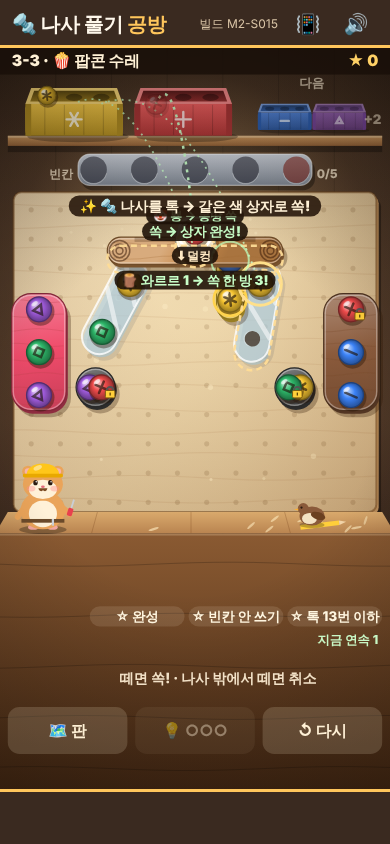 🔩 나사 풀기 공방
빌드 M2-S015
3-3 · 🍿 팝콘 수레
★ 0
다음
+2
빈칸
0/5
✨ 🔩 나사를 톡 → 같은 색 상자로 쏙!
쏙 → 상자 완성!
⬇덜컹
🪵 와르르 1 → 쏙 한 방 3!
☆ 완성
☆ 빈칸 안 쓰기
☆ 톡 13번 이하
지금 연속 1
떼면 쏙! · 나사 밖에서 떼면 취소
🗺️ 판
💡 ○○○
↺ 다시